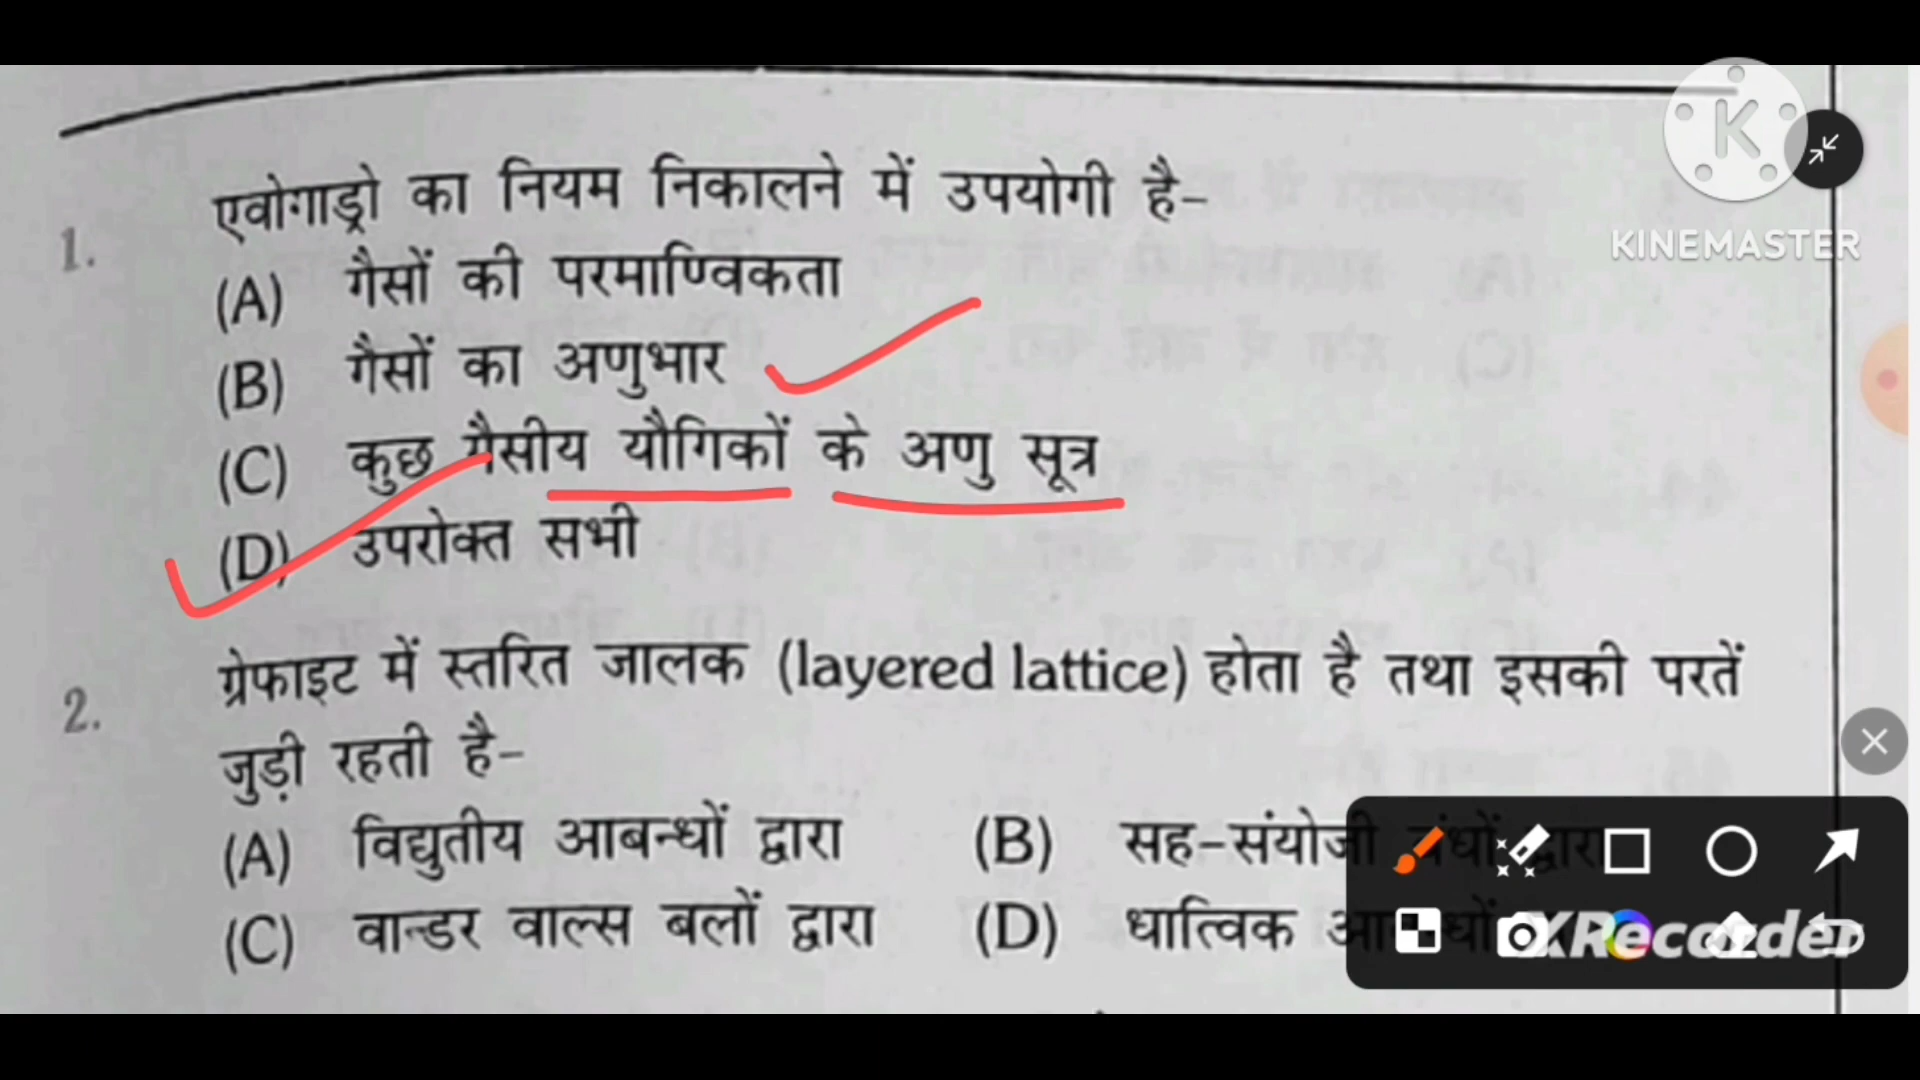 KINEMASTER
1. एवोगाड्रो का नियम निकालने में उपयोगी है–
(A) गैसों की परमाण्विकता
(B) गैसों का अणुभार
(C) कुछ गैसीय यौगिकों के अणु सूत्र
(D) उपरोक्त सभी
2. ग्रेफाइट में स्तरित जालक (layered lattice) होता है तथा इसकी परतें
जुड़ी रहती है–
(A) विद्युतीय आबन्धों द्वारा (B) सह-संयोजी बंधों द्वारा
(C) वान्डर वाल्स बलों द्वारा (D) धात्विक
XRecorder